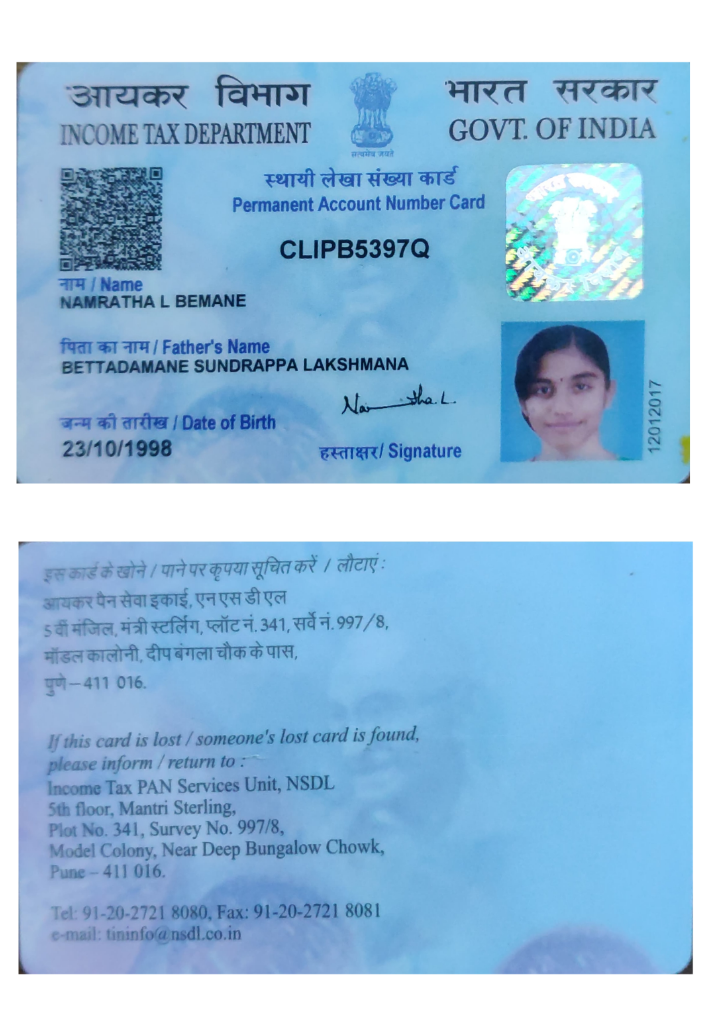 आयकर विभाग
INCOME TAX DEPARTMENT
सत्यमेव जयते
भारत सरकार
GOVT. OF INDIA
स्थायी लेखा संख्या कार्ड
Permanent Account Number Card
CLIPB5397Q
नाम / Name
NAMRATHA L BEMANE
पिता का नाम / Father's Name
BETTADAMANE SUNDRAPPA LAKSHMANA
जन्म की तारीख / Date of Birth
23/10/1998
हस्ताक्षर/ Signature
12012017
इस कार्ड के खोने / पाने पर कृपया सूचित करें / लौटाएं :
आयकर पैन सेवा इकाई, एन एस डी एल
5 वी मंजिल, मंत्री स्टर्लिंग, प्लॉट नं. 341, सर्वे नं. 997/8,
मॉडल कालोनी, दीप बंगला चौक के पास,
पुणे – 411 016.
If this card is lost / someone's lost card is found,
please inform / return to :
Income Tax PAN Services Unit, NSDL
5th floor, Mantri Sterling,
Plot No. 341, Survey No. 997/8,
Model Colony, Near Deep Bungalow Chowk,
Pune – 411 016.
Tel: 91-20-2721 8080, Fax: 91-20-2721 8081
e-mail: tininfo@nsdl.co.in